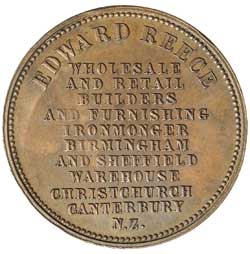 EDWARD REECE
WHOLESALE
AND RETAIL
BUILDERS
AND FURNISHING
IRONMONGER
BIRMINGHAM
AND SHEFFIELD
WAREHOUSE
CHRISTCHURCH
CANTERBURY
N.Z.